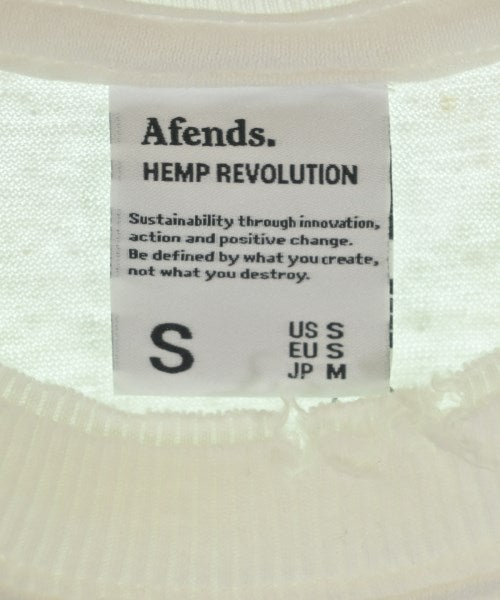 Afends.
HEMP REVOLUTION
Sustainability through innovation,
action and positive change.
Be defined by what you create,
not what you destroy.
S
US S
EU S
JP M